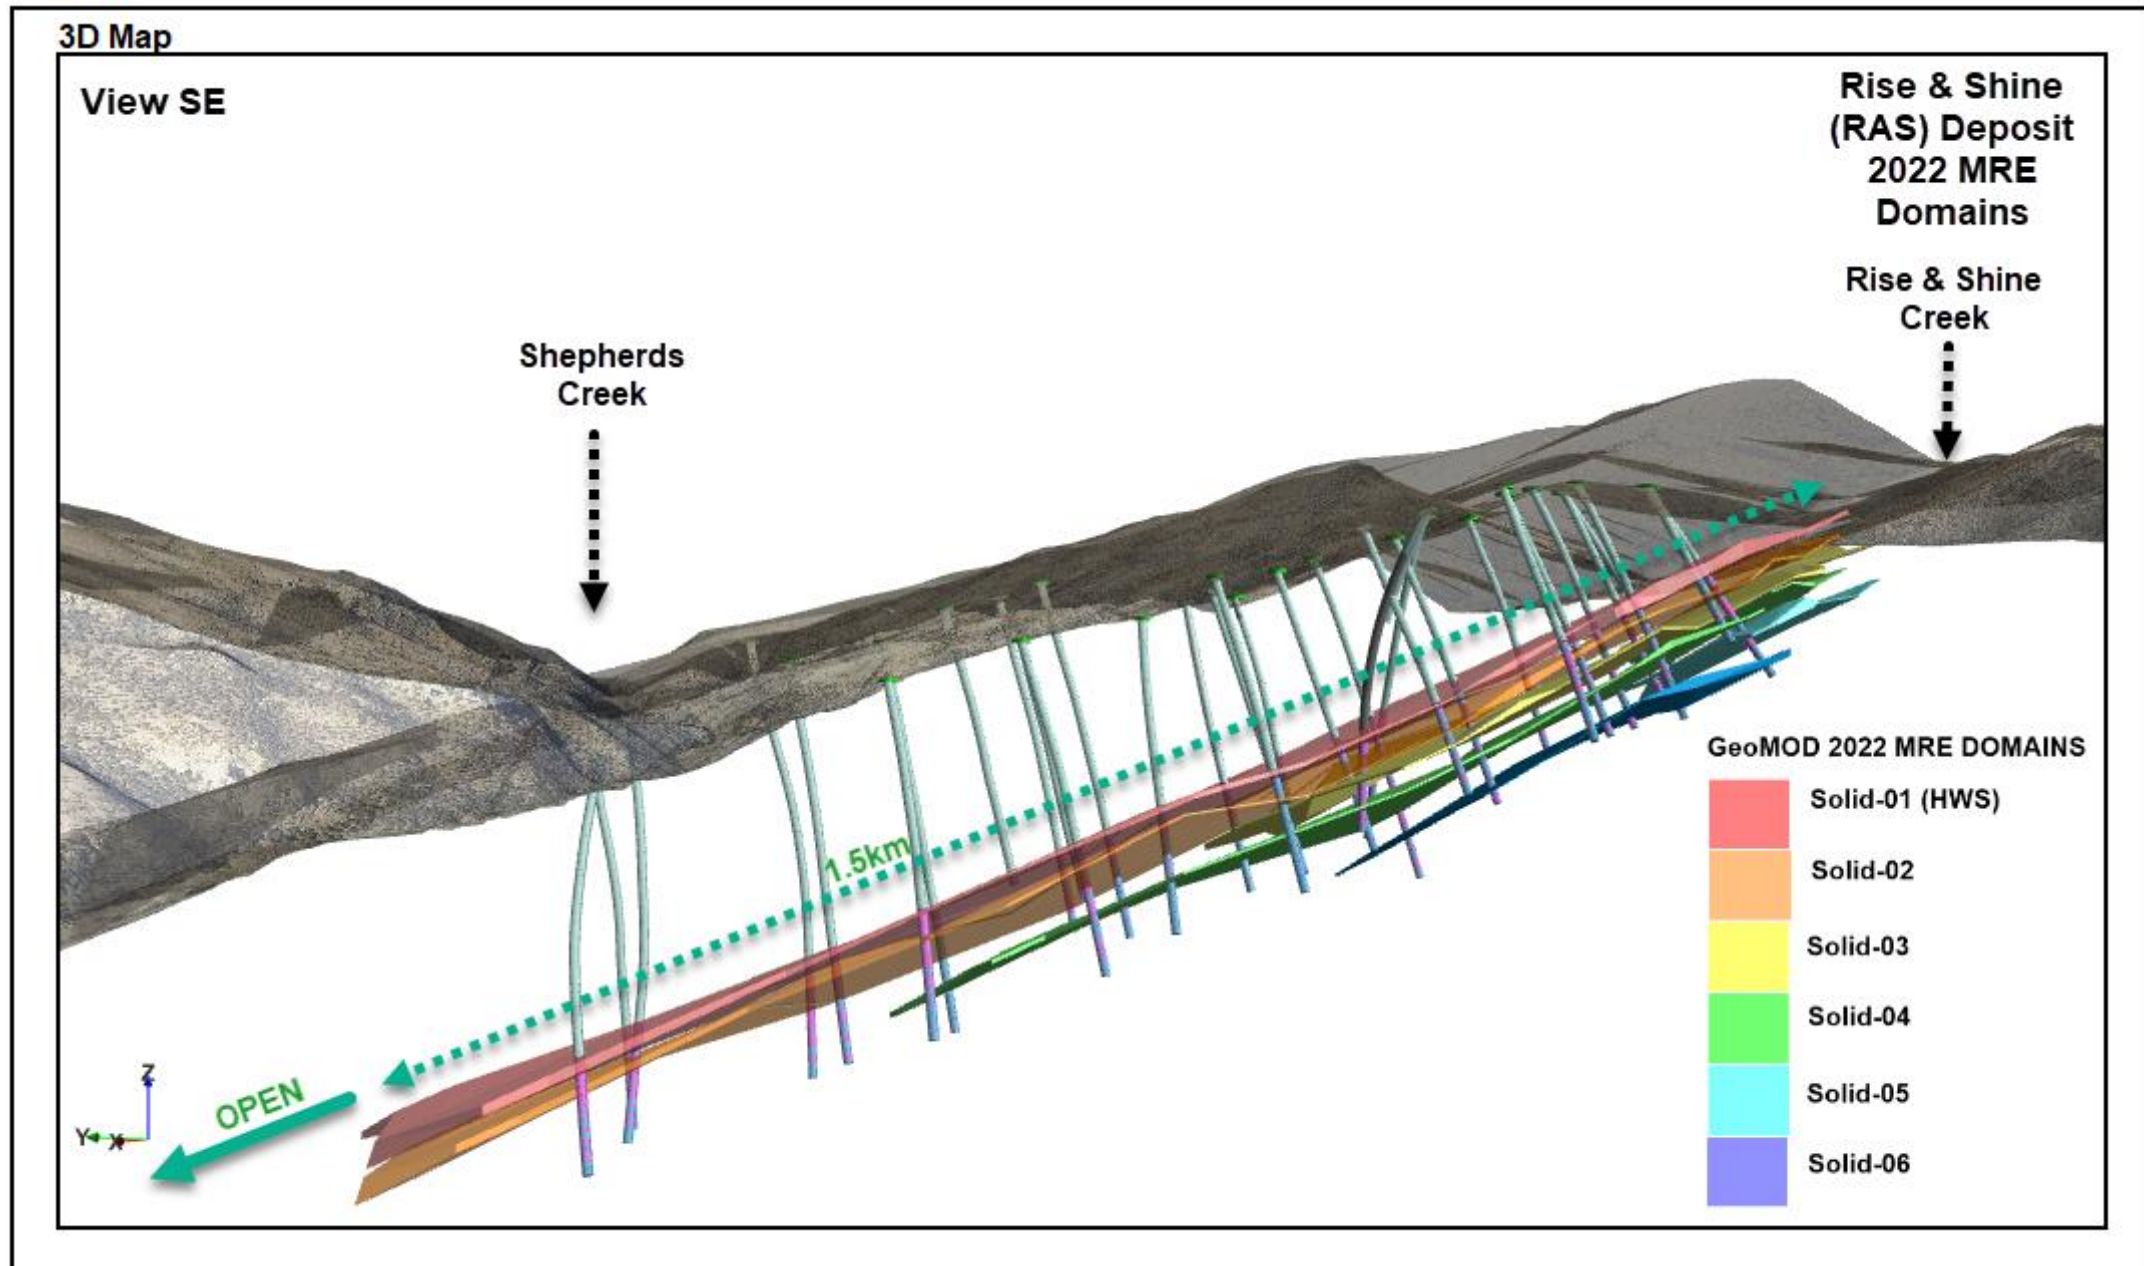 3D Map
View SE
Rise & Shine
(RAS) Deposit
2022 MRE
Domains
Rise & Shine
Creek
Shepherds
Creek
1.5km
OPEN
Z
Y
X
GeoMOD 2022 MRE DOMAINS
Solid-01 (HWS)
Solid-02
Solid-03
Solid-04
Solid-05
Solid-06